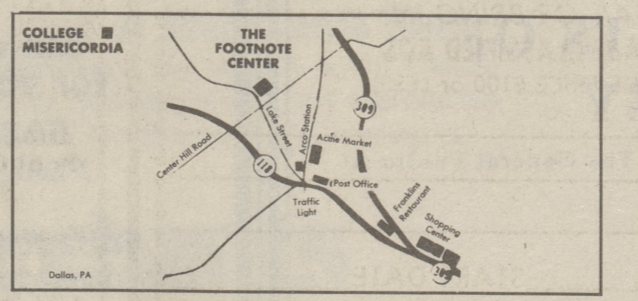 COLLEGE
MISERICORDIA
THE
FOOTNOTE
CENTER
309
Lake Street
Arco Station
Acme Market
Center Hill Road
118
Post Office
Traffic
Light
Franklins
Restaurant
Shopping
Center
309
Dallas, PA